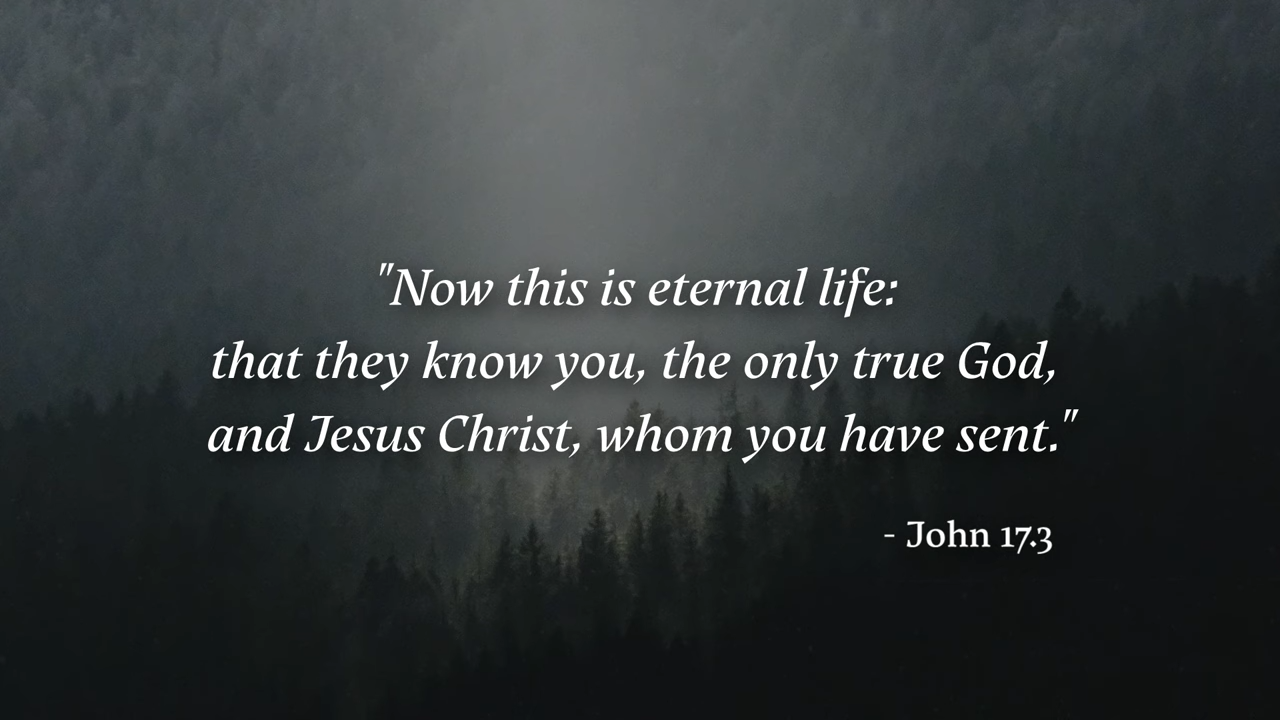 "Now this is eternal life:
that they know you, the only true God,
and Jesus Christ, whom you have sent."
- John 17.3